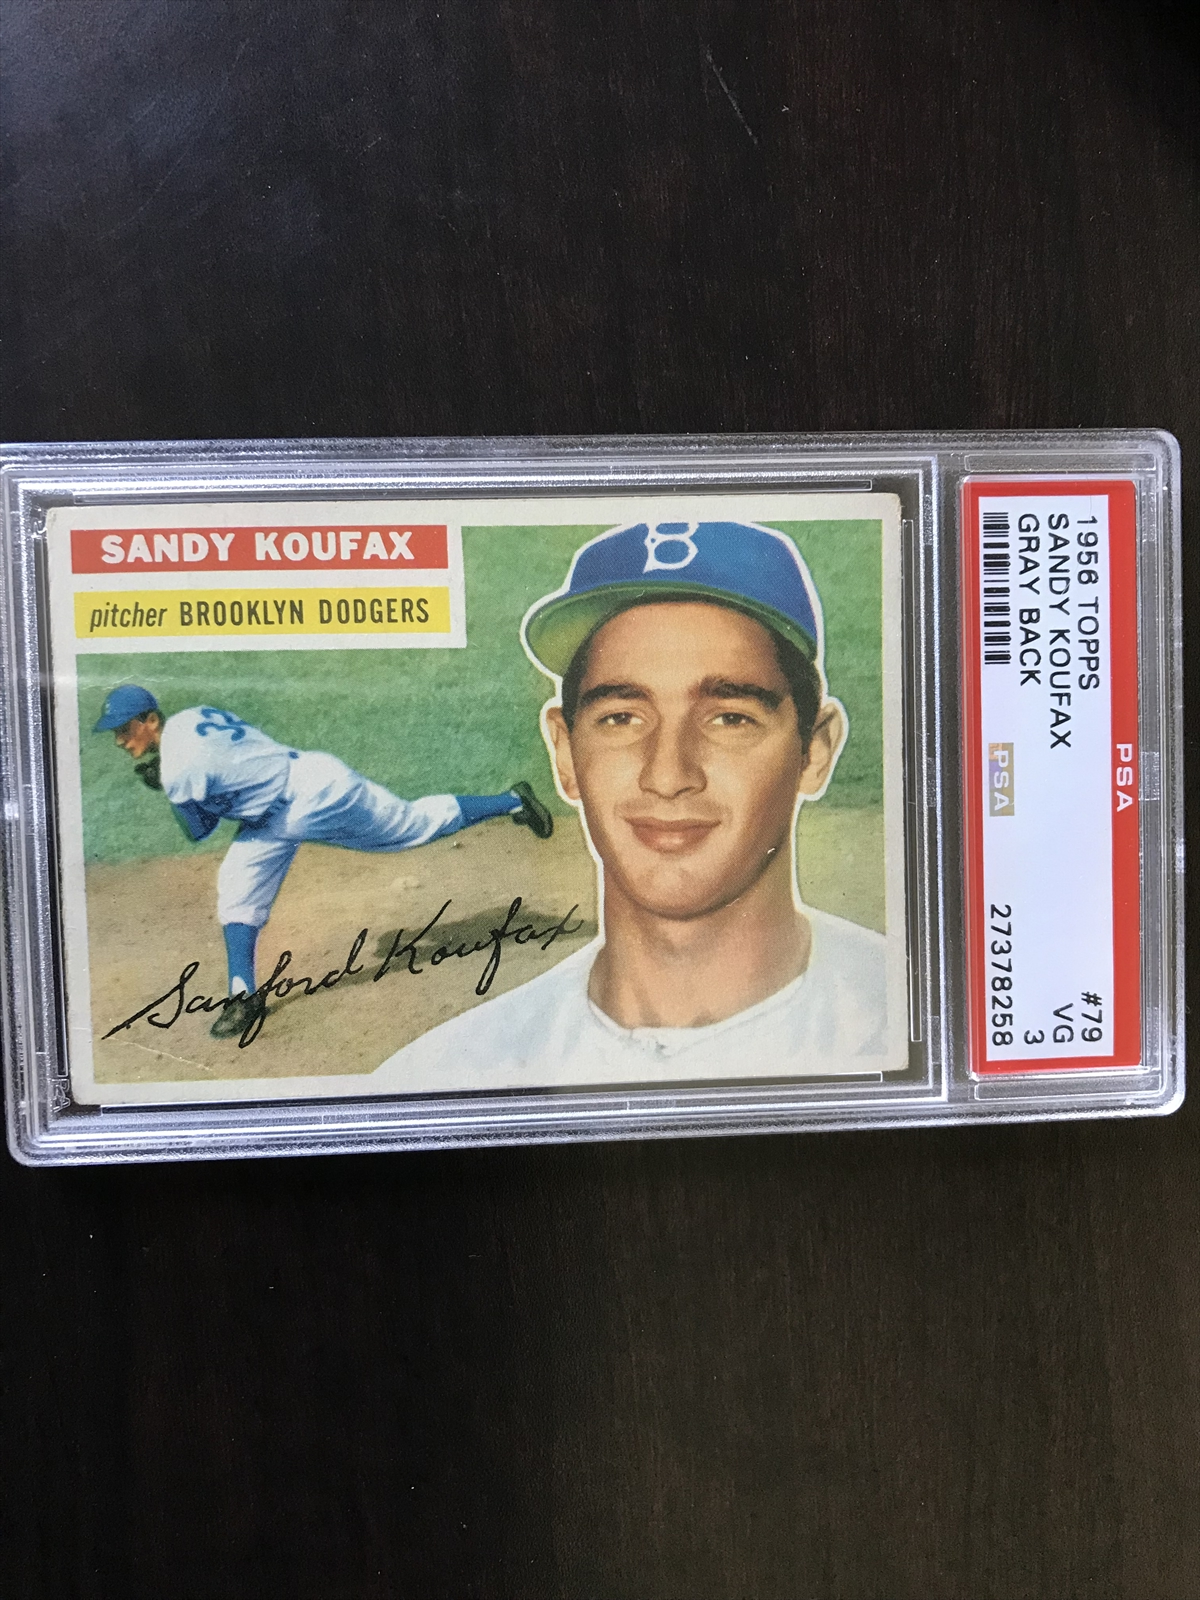 SANDY KOUFAX
pitcher BROOKLYN DODGERS
B
32
Sanford Koufax
PSA
1956 TOPPS #79
SANDY KOUFAX VG
GRAY BACK 3
PSA 27378258